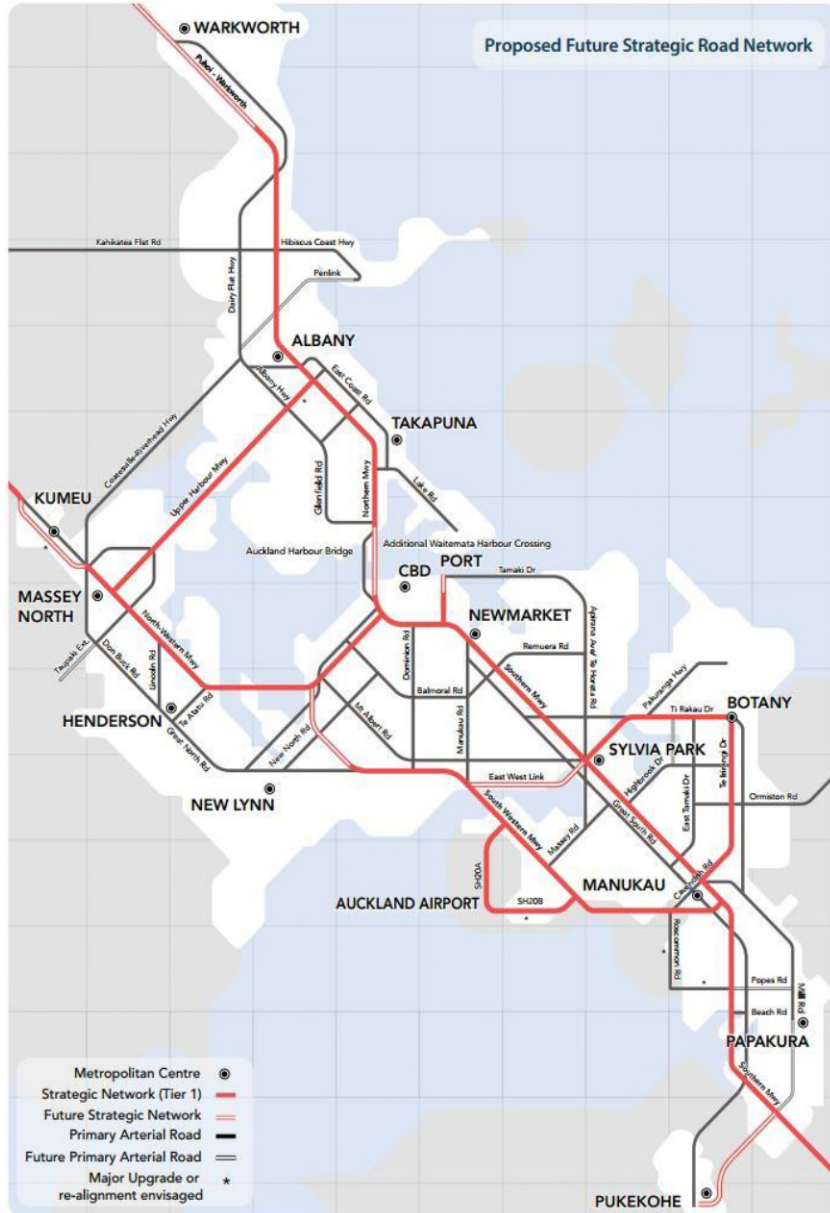 Proposed Future Strategic Road Network
WARKWORTH
Puhoi - Warkworth
Kahikatea Flat Rd
Hibiscus Coast Hwy
Penlink
Dairy Flat Hwy
ALBANY
Albany Hwy
East Coast Rd
TAKAPUNA
Coatesville-Riverhead Hwy
Upper Harbour Mwy
Glenfield Rd
Northern Mwy
Lake Rd
KUMEU
Auckland Harbour Bridge
Additional Waitemata Harbour Crossing
CBD
PORT
Tamaki Dr
MASSEY
NORTH
NEWMARKET
North-Western Mwy
Taupaki Ext.
Don Buck Rd
Lincoln Rd
Dominion Rd
Southern Mwy
Remuera Rd
Balmoral Rd
Pakuranga Hwy
HENDERSON
Te Atatu Rd
Great North Rd
New North Rd
Mt Albert Rd
Manukau Rd
Ti Rakau Dr
BOTANY
SYLVIA PARK
NEW LYNN
East West Link
Highbrook Dr
East Tamaki Dr
Te Irirangi Dr
Ormiston Rd
South Western Mwy
Massey Rd
Great South Rd
SH20A
AUCKLAND AIRPORT
SH20B
MANUKAU
Cavendish Rd
Roscommon Rd
Popes Rd
Mill Rd
Beach Rd
PAPAKURA
Southern Mwy
PUKEKOHE
Metropolitan Centre
Strategic Network (Tier 1)
Future Strategic Network
Primary Arterial Road
Future Primary Arterial Road
Major Upgrade or *
re-alignment envisaged